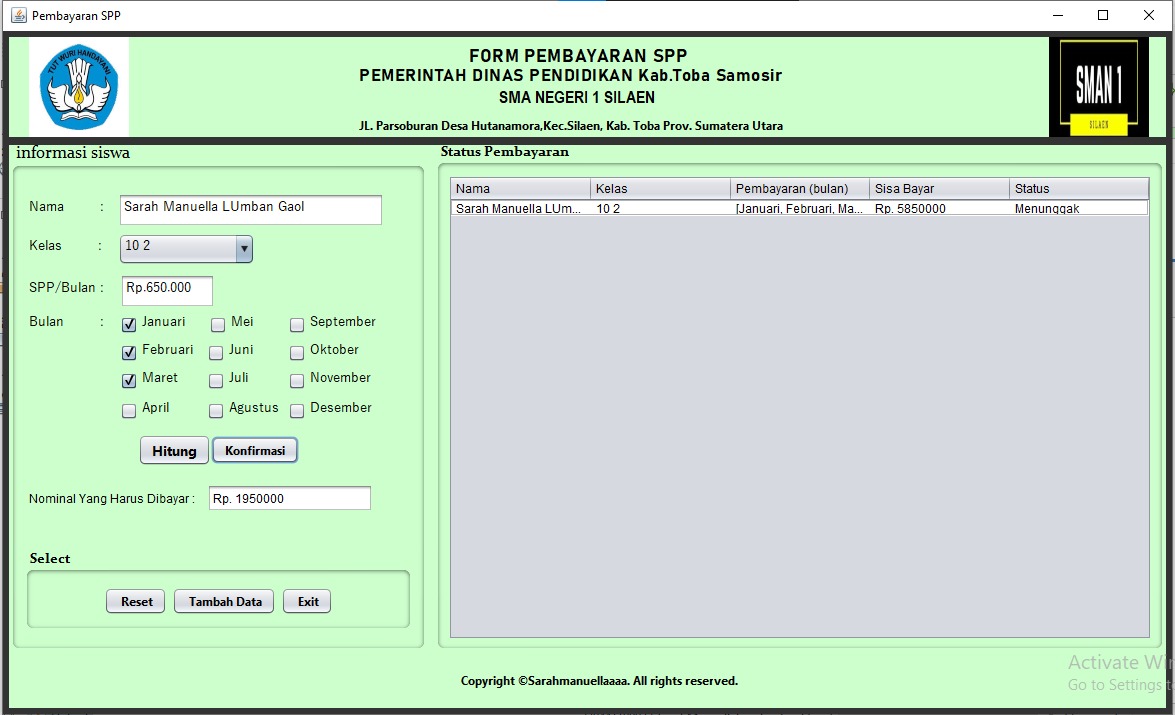 Pembayaran SPP
TUT WURI HANDAYANI
FORM PEMBAYARAN SPP
PEMERINTAH DINAS PENDIDIKAN Kab.Toba Samosir
SMA NEGERI 1 SILAEN
JL. Parsoburan Desa Hutanamora,Kec.Silaen, Kab. Toba Prov. Sumatera Utara
SMAN 1
SILAEN
informasi siswa
Nama : Sarah Manuella LUmban Gaol
Kelas : 10 2
SPP/Bulan : Rp.650.000
Bulan : Januari Mei September
Februari Juni Oktober
Maret Juli November
April Agustus Desember
Hitung Konfirmasi
Nominal Yang Harus Dibayar : Rp. 1950000
Select
Reset Tambah Data Exit
Status Pembayaran
Nama Kelas Pembayaran (bulan) Sisa Bayar Status
Sarah Manuella LUm... 10 2 [Januari, Februari, Ma... Rp. 5850000 Menunggak
Copyright ©Sarahmanuellaaaa. All rights reserved.
Activate Wi
Go to Settings t